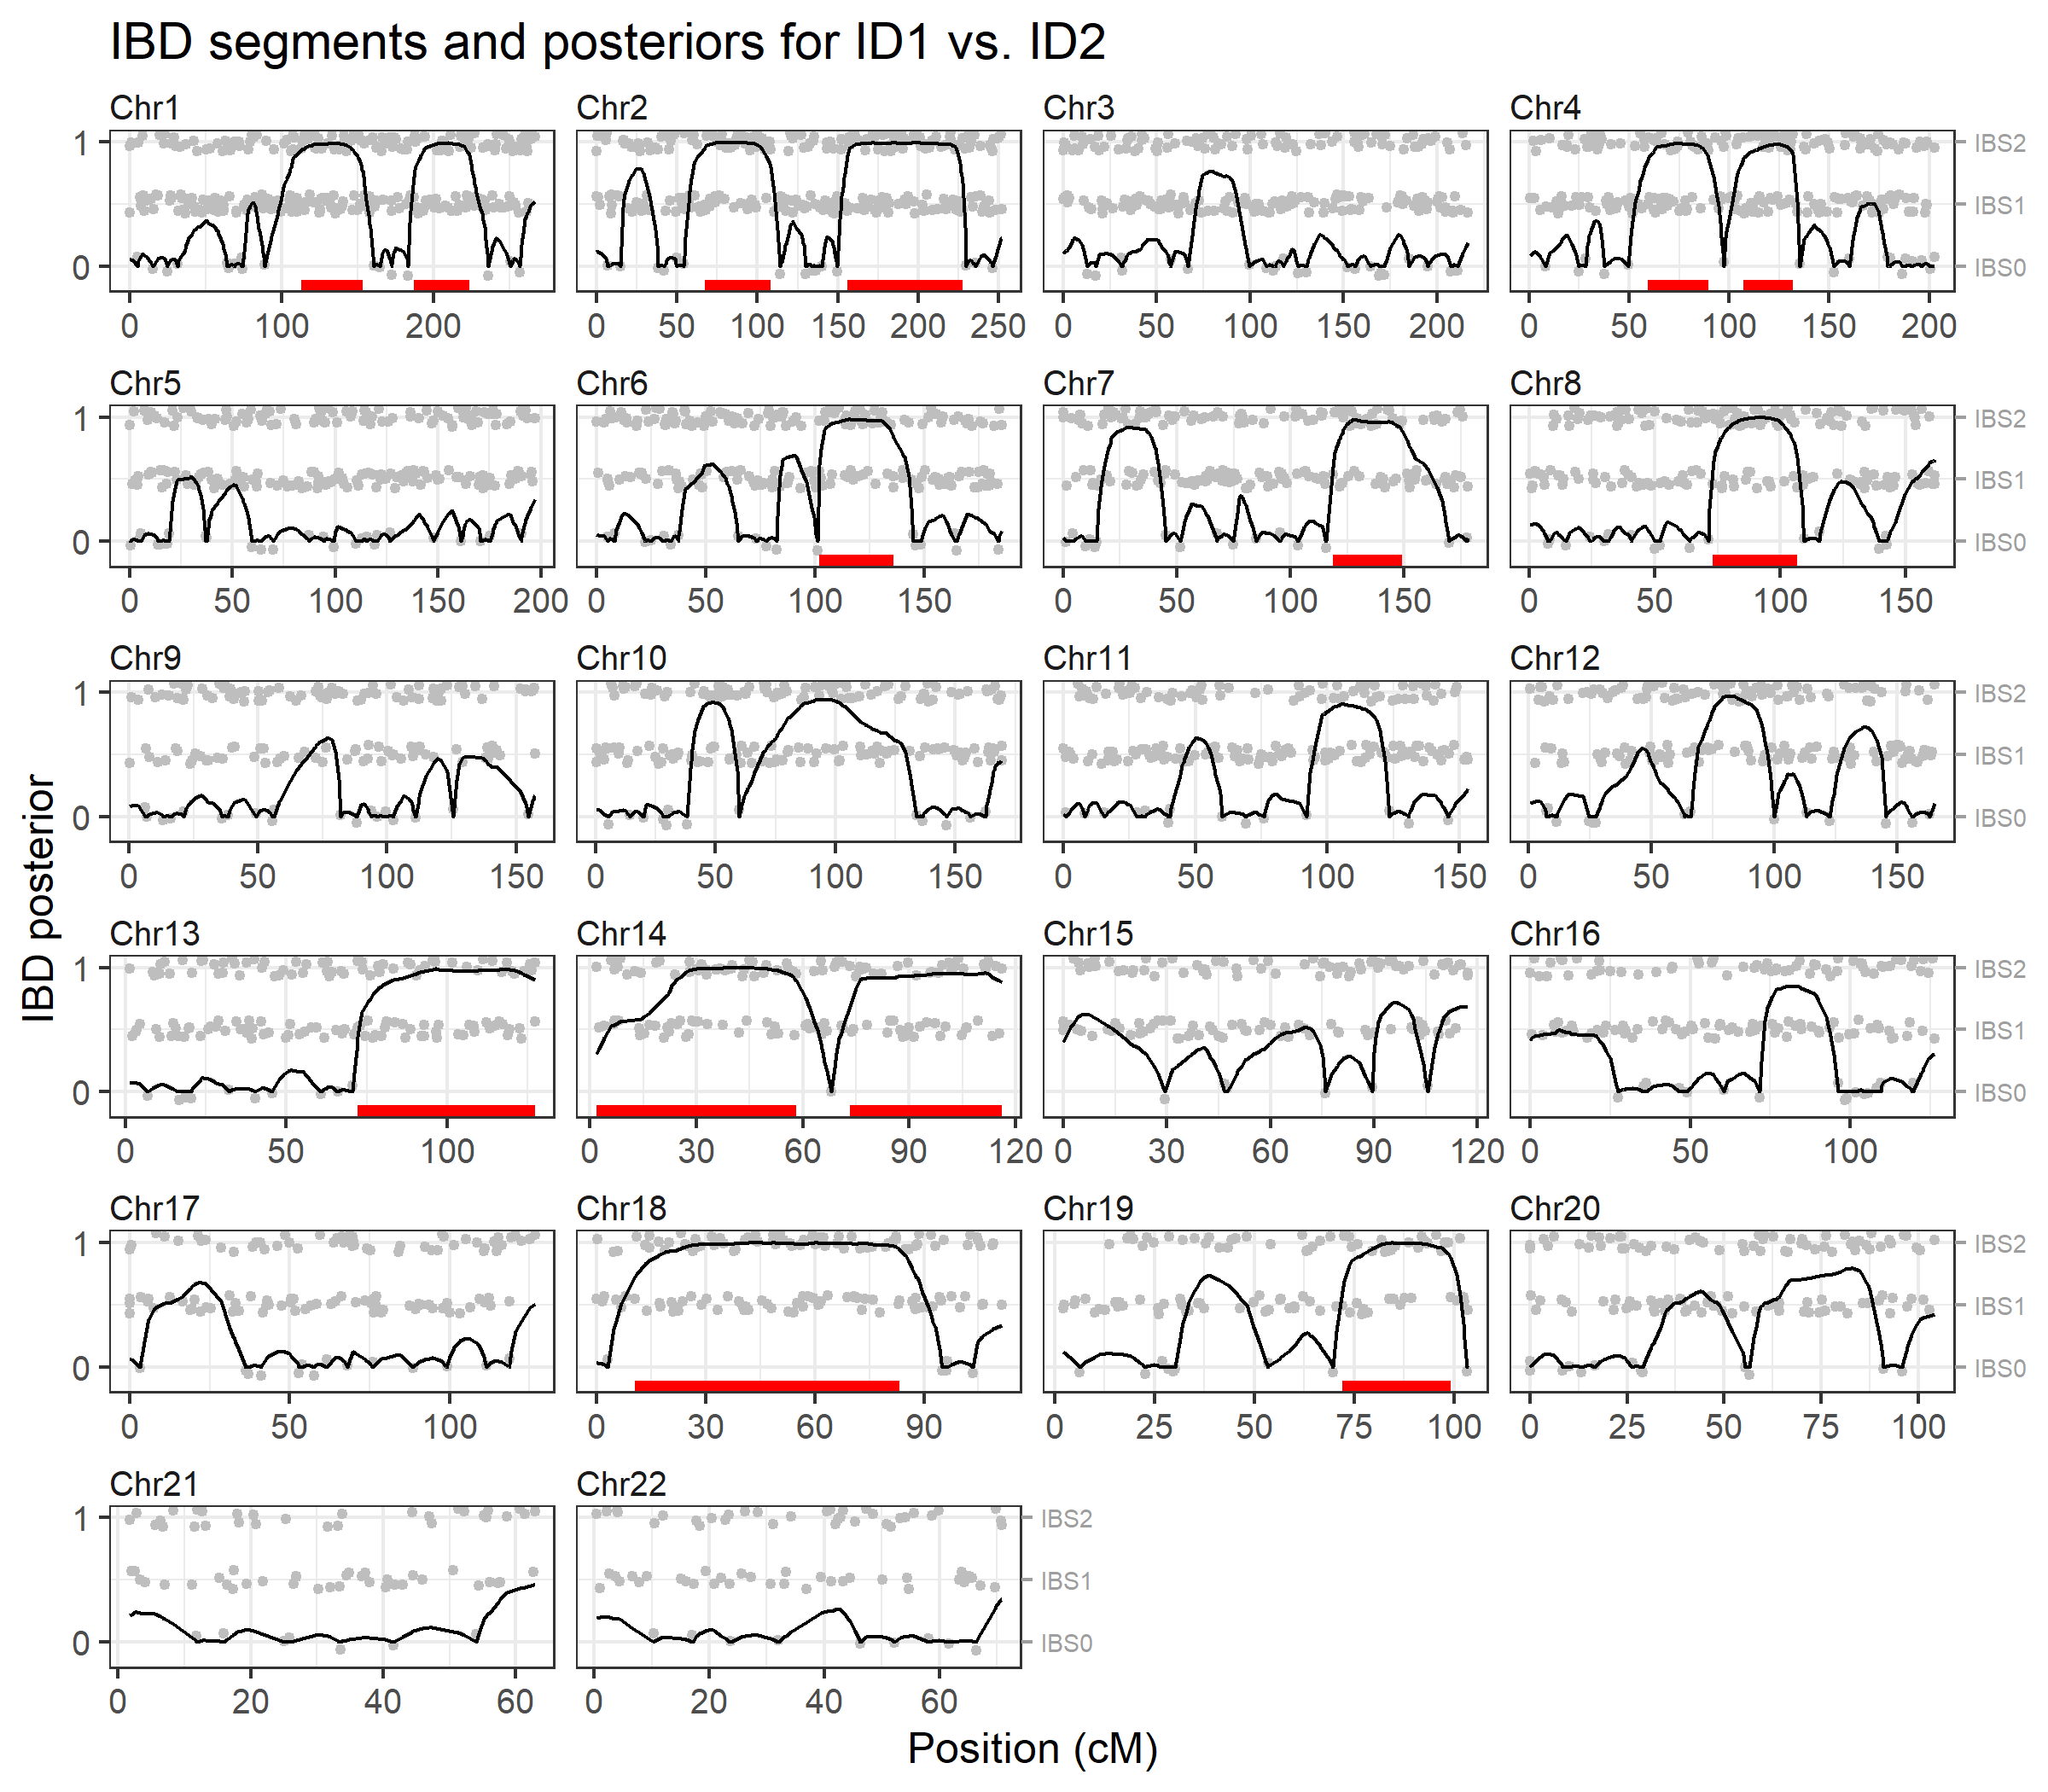 IBD segments and posteriors for ID1 vs. ID2
Chr1 Chr2 Chr3 Chr4
1 IBS2
IBS1
0 IBS0
0 100 200 0 50 100 150 200 250 0 50 100 150 200 0 50 100 150 200
Chr5 Chr6 Chr7 Chr8
1 IBS2
IBS1
0 IBS0
0 50 100 150 200 0 50 100 150 0 50 100 150 0 50 100 150
Chr9 Chr10 Chr11 Chr12
1 IBS2
IBS1
0 IBS0
0 50 100 150 0 50 100 150 0 50 100 150 0 50 100 150
IBD posterior
Chr13 Chr14 Chr15 Chr16
1 IBS2
IBS1
0 IBS0
0 50 100 0 30 60 90 120 0 30 60 90 120 0 50 100
Chr17 Chr18 Chr19 Chr20
1 IBS2
IBS1
0 IBS0
0 50 100 0 30 60 90 0 25 50 75 100 0 25 50 75 100
Chr21 Chr22
1 IBS2
IBS1
0 IBS0
0 20 40 60 0 20 40 60
Position (cM)